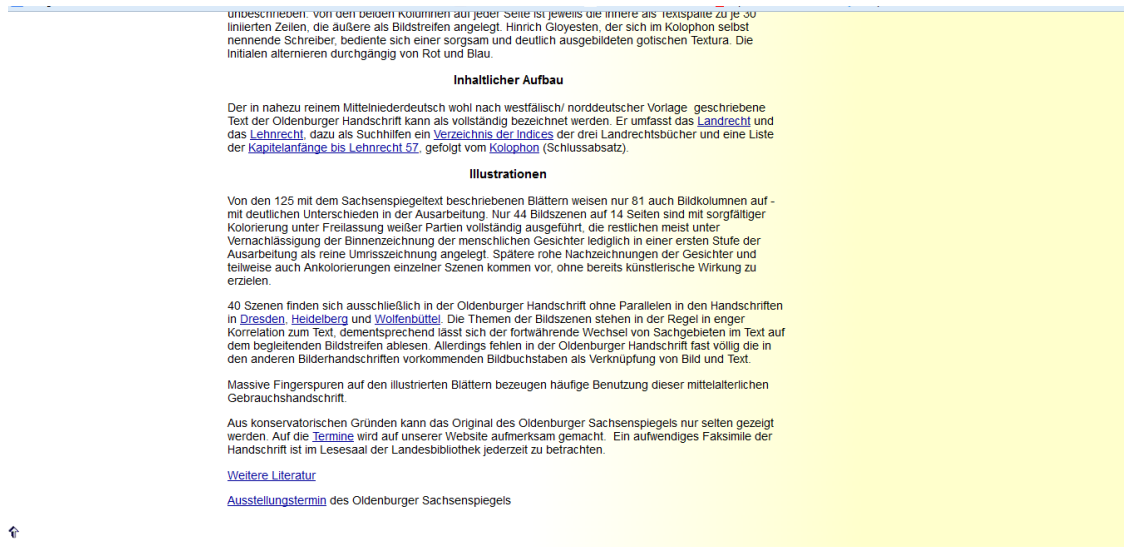 unbeschrieben. Von den beiden Kolumnen auf jeder Seite ist jeweils die innere als Textspalte zu je 30
liniierten Zeilen, die äußere als Bildstreifen angelegt. Hinrich Gloyesten, der sich im Kolophon selbst
nennende Schreiber, bediente sich einer sorgsam und deutlich ausgebildeten gotischen Textura. Die
Initialen alternieren durchgängig von Rot und Blau.
Inhaltlicher Aufbau
Der in nahezu reinem Mittelniederdeutsch wohl nach westfälisch/ norddeutscher Vorlage geschriebene
Text der Oldenburger Handschrift kann als vollständig bezeichnet werden. Er umfasst das Landrecht und
das Lehnrecht, dazu als Suchhilfen ein Verzeichnis der Indices der drei Landrechtsbücher und eine Liste
der Kapitelanfänge bis Lehnrecht 57, gefolgt vom Kolophon (Schlussabsatz).
Illustrationen
Von den 125 mit dem Sachsenspiegeltext beschriebenen Blättern weisen nur 81 auch Bildkolumnen auf -
mit deutlichen Unterschieden in der Ausarbeitung. Nur 44 Bildszenen auf 14 Seiten sind mit sorgfältiger
Kolorierung unter Freilassung weißer Partien vollständig ausgeführt, die restlichen meist unter
Vernachlässigung der Binnenzeichnung der menschlichen Gesichter lediglich in einer ersten Stufe der
Ausarbeitung als reine Umrisszeichnung angelegt. Spätere rohe Nachzeichnungen der Gesichter und
teilweise auch Ankolorierungen einzelner Szenen kommen vor, ohne bereits künstlerische Wirkung zu
erzielen.
40 Szenen finden sich ausschließlich in der Oldenburger Handschrift ohne Parallelen in den Handschriften
in Dresden, Heidelberg und Wolfenbüttel. Die Themen der Bildszenen stehen in der Regel in enger
Korrelation zum Text, dementsprechend lässt sich der fortwährende Wechsel von Sachgebieten im Text auf
dem begleitenden Bildstreifen ablesen. Allerdings fehlen in der Oldenburger Handschrift fast völlig die in
den anderen Bilderhandschriften vorkommenden Bildbuchstaben als Verknüpfung von Bild und Text.
Massive Fingerspuren auf den illustrierten Blättern bezeugen häufige Benutzung dieser mittelalterlichen
Gebrauchshandschrift.
Aus konservatorischen Gründen kann das Original des Oldenburger Sachsenspiegels nur selten gezeigt
werden. Auf die Termine wird auf unserer Website aufmerksam gemacht. Ein aufwendiges Faksimile der
Handschrift ist im Lesesaal der Landesbibliothek jederzeit zu betrachten.
Weitere Literatur
Ausstellungstermin des Oldenburger Sachsenspiegels